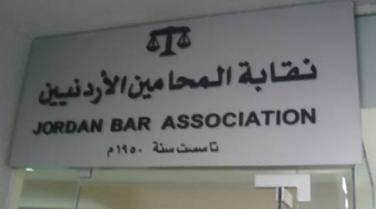 نقابة المحامين الأردنيين
JORDAN BAR ASSOCIATION
تأسست سنة ١٩٥٠م